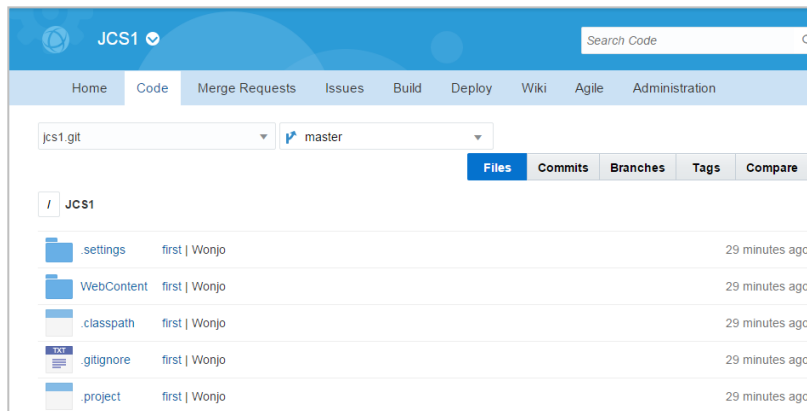 JCS1
Search Code
Home Code Merge Requests Issues Build Deploy Wiki Agile Administration
jcs1.git master
Files Commits Branches Tags Compare
/ JCS1
.settings first | Wonjo 29 minutes ago
WebContent first | Wonjo 29 minutes ago
.classpath first | Wonjo 29 minutes ago
TXT .gitignore first | Wonjo 29 minutes ago
.project first | Wonjo 29 minutes ago